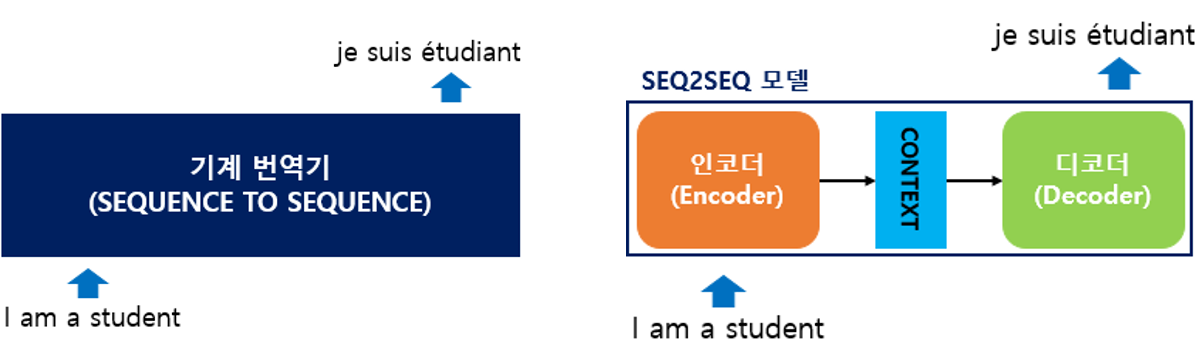 je suis étudiant
기계 번역기
(SEQUENCE TO SEQUENCE)
I am a student
je suis étudiant
SEQ2SEQ 모델
인코더
(Encoder)
CONTEXT
디코더
(Decoder)
I am a student